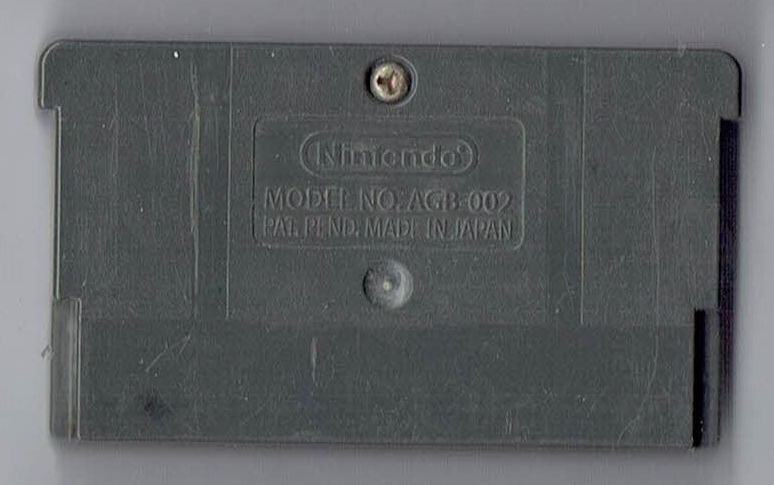 Nintendo®
MODEL NO. AGB-002
PAT. PEND. MADE IN JAPAN